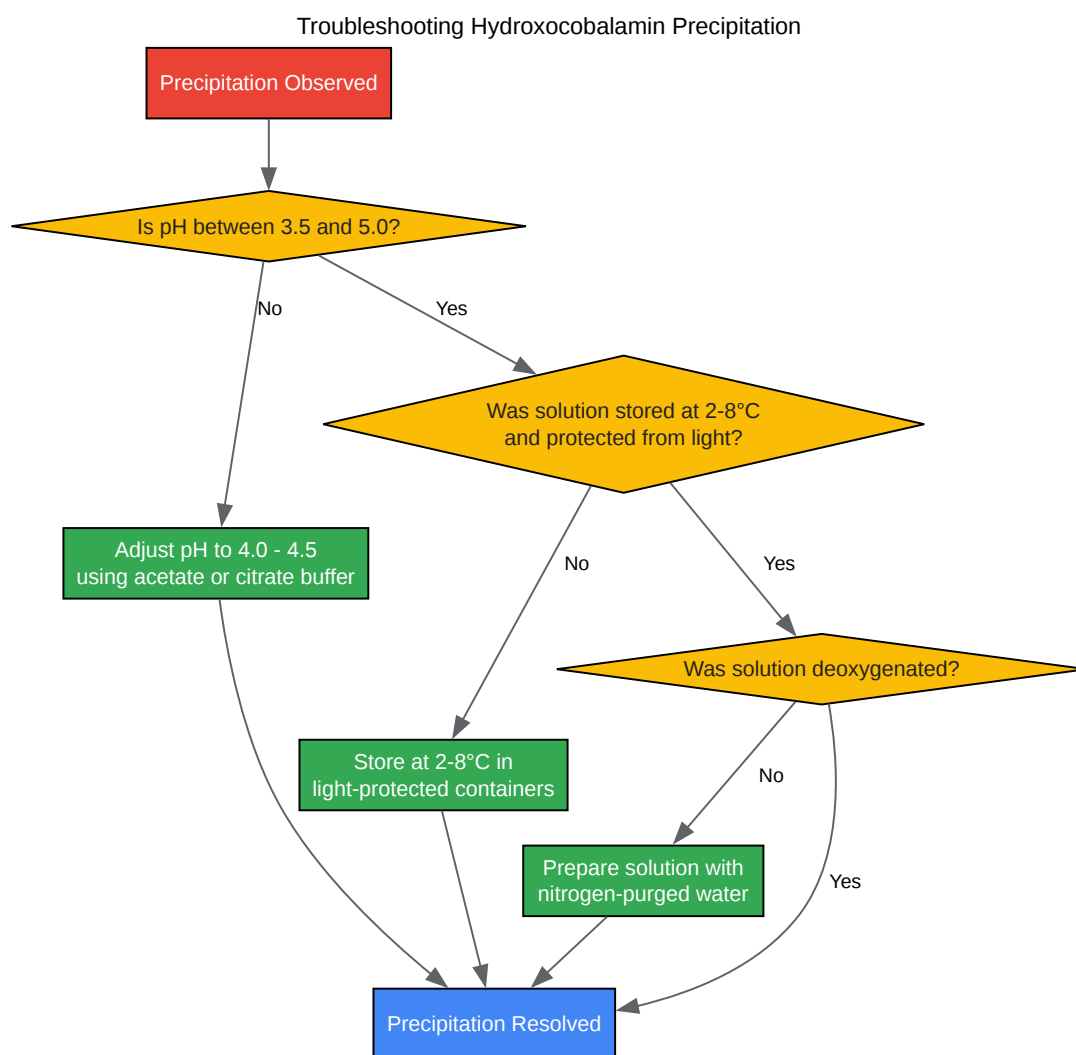 Troubleshooting Hydroxocobalamin Precipitation
Precipitation Observed
Is pH between 3.5 and 5.0?
No
Yes
Was solution stored at 2-8°C
and protected from light?
Adjust pH to 4.0 - 4.5
using acetate or citrate buffer
No
Yes
Was solution deoxygenated?
Store at 2-8°C in
light-protected containers
No
Prepare solution with
nitrogen-purged water
Yes
Precipitation Resolved